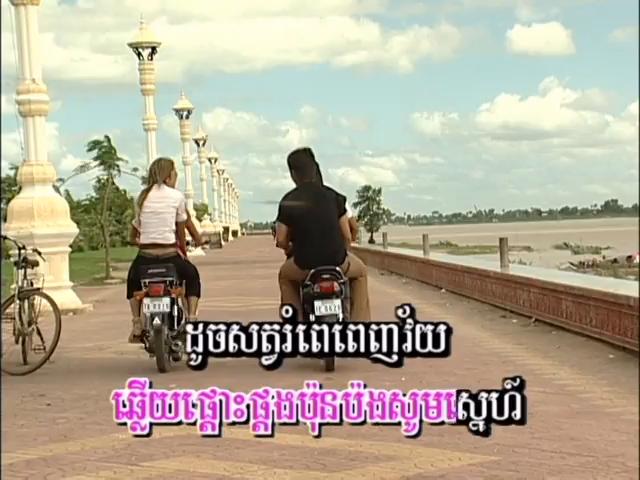 ដូចសត្វរំពេពេញវ័យ
ឆ្លើយឆ្លោះផ្ដងប៉ុនប៉ងសូមស្នេហ៍